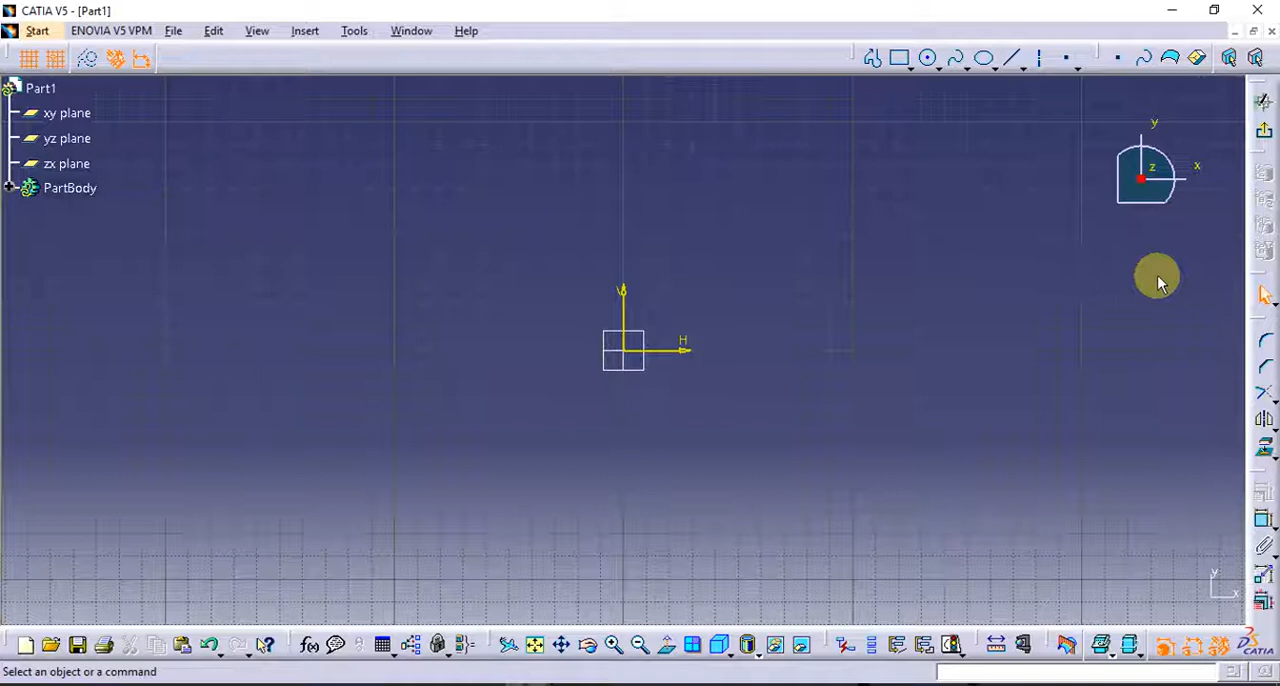 CATIA V5 - [Part1]
Start ENOVIA V5 VPM File Edit View Insert Tools Window Help
Part1
xy plane
yz plane
zx plane
PartBody
y
z x
V
H
y
x
f(x)
CATIA
Select an object or a command